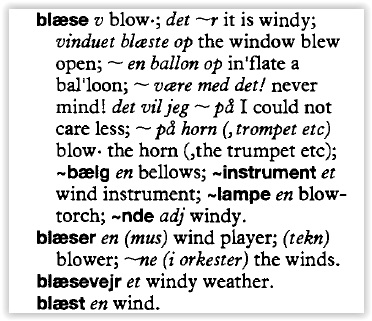 blæse v blow·; det ~r it is windy;
vinduet blæste op the window blew
open; ~ en ballon op in'flate a
bal'loon; ~ være med det! never
mind! det vil jeg ~ på I could not
care less; ~ på horn (, trompet etc)
blow· the horn (,the trumpet etc);
~bælg en bellows; ~instrument et
wind instrument; ~lampe en blow-
torch; ~nde adj windy.
blæser en (mus) wind player; (tekn)
blower; ~ne (i orkester) the winds.
blæsevejr et windy weather.
blæst en wind.